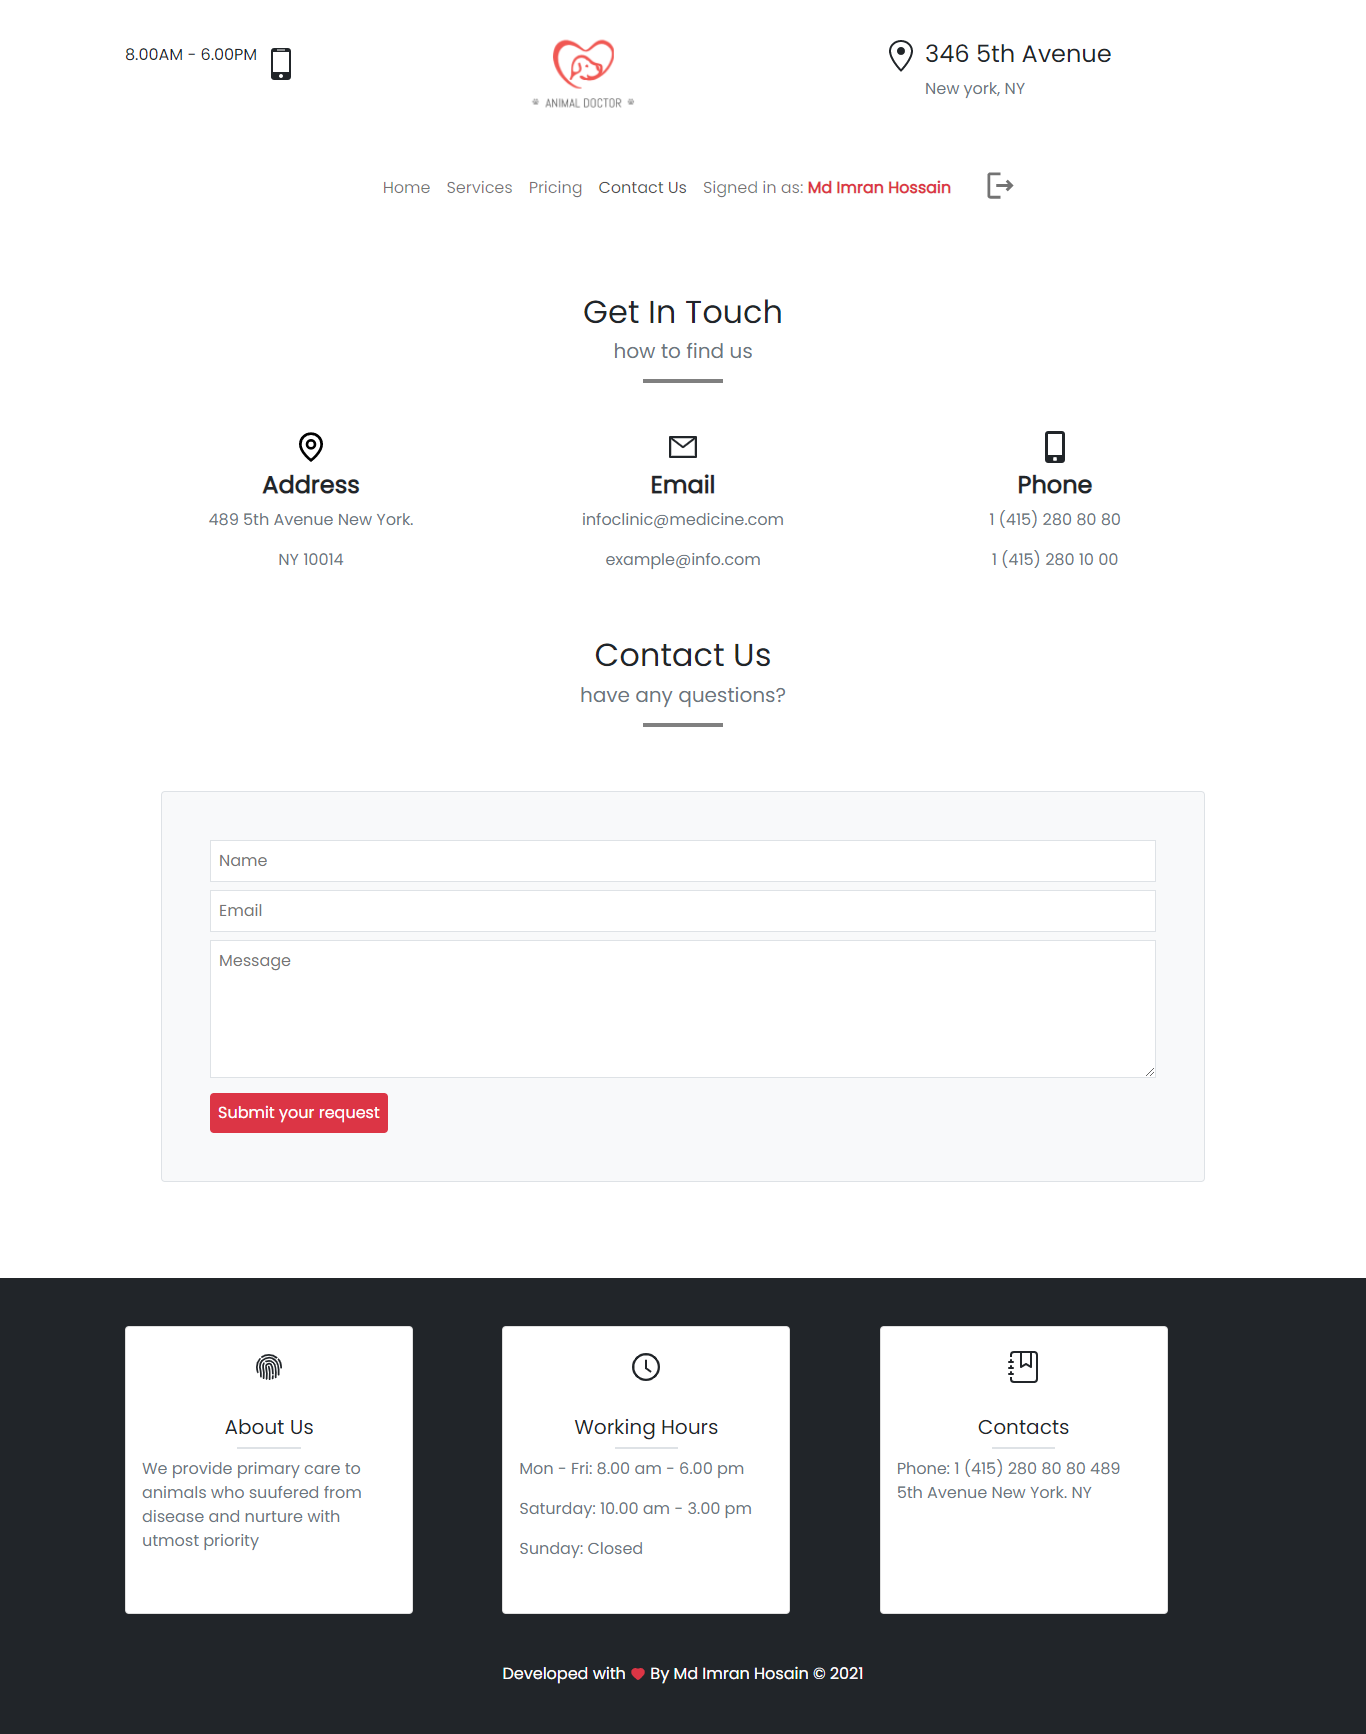 8.00AM - 6.00PM
ANIMAL DOCTOR
346 5th Avenue
New york, NY
Home Services Pricing Contact Us Signed in as: Md Imran Hossain
Get In Touch
how to find us
Address
489 5th Avenue New York.
NY 10014
Email
infoclinic@medicine.com
example@info.com
Phone
1 (415) 280 80 80
1 (415) 280 10 00
Contact Us
have any questions?
Name
Email
Message
Submit your request
About Us
We provide primary care to
animals who suufered from
disease and nurture with
utmost priority
Working Hours
Mon - Fri: 8.00 am - 6.00 pm
Saturday: 10.00 am - 3.00 pm
Sunday: Closed
Contacts
Phone: 1 (415) 280 80 80 489
5th Avenue New York. NY
Developed with ❤ By Md Imran Hosain © 2021